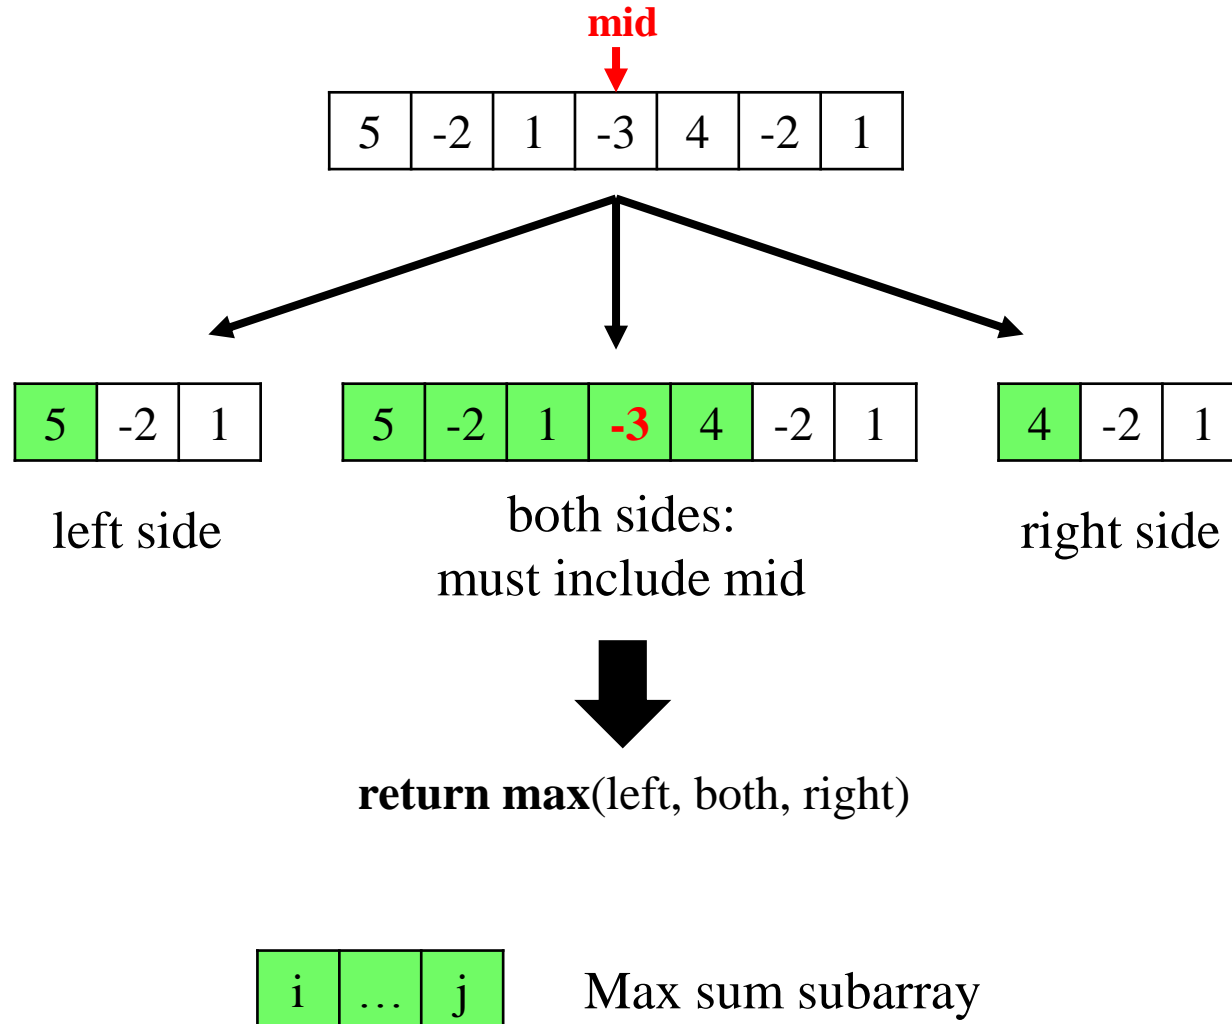 mid
5 -2 1 -3 4 -2 1
5 -2 1
5 -2 1 -3 4 -2 1
4 -2 1
left side
both sides:
must include mid
right side
return max(left, both, right)
i … j
Max sum subarray